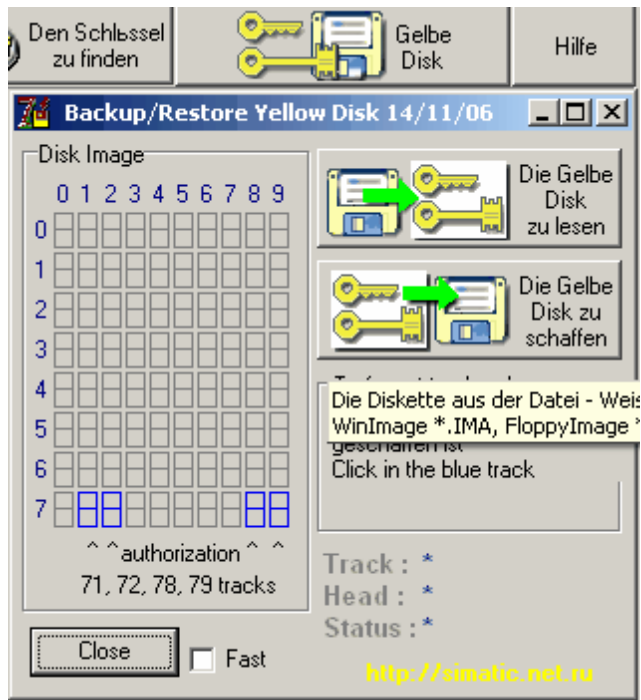 Den Schlьssel
zu finden
Gelbe
Disk
Hilfe
Backup/Restore Yellow Disk 14/11/06
Disk Image
0 1 2 3 4 5 6 7 8 9
0
1
2
3
4
5
6
7
^ ^ authorization ^ ^
71, 72, 78, 79 tracks
Close
Fast
Die Gelbe
Disk
zu lesen
Die Gelbe
Disk zu
schaffen
Die Diskette aus der Datei - Weis
WinImage *.IMA, FloppyImage *
geschaffen ist
Click in the blue track
Track : *
Head : *
Status : *
http://simatic.net.ru